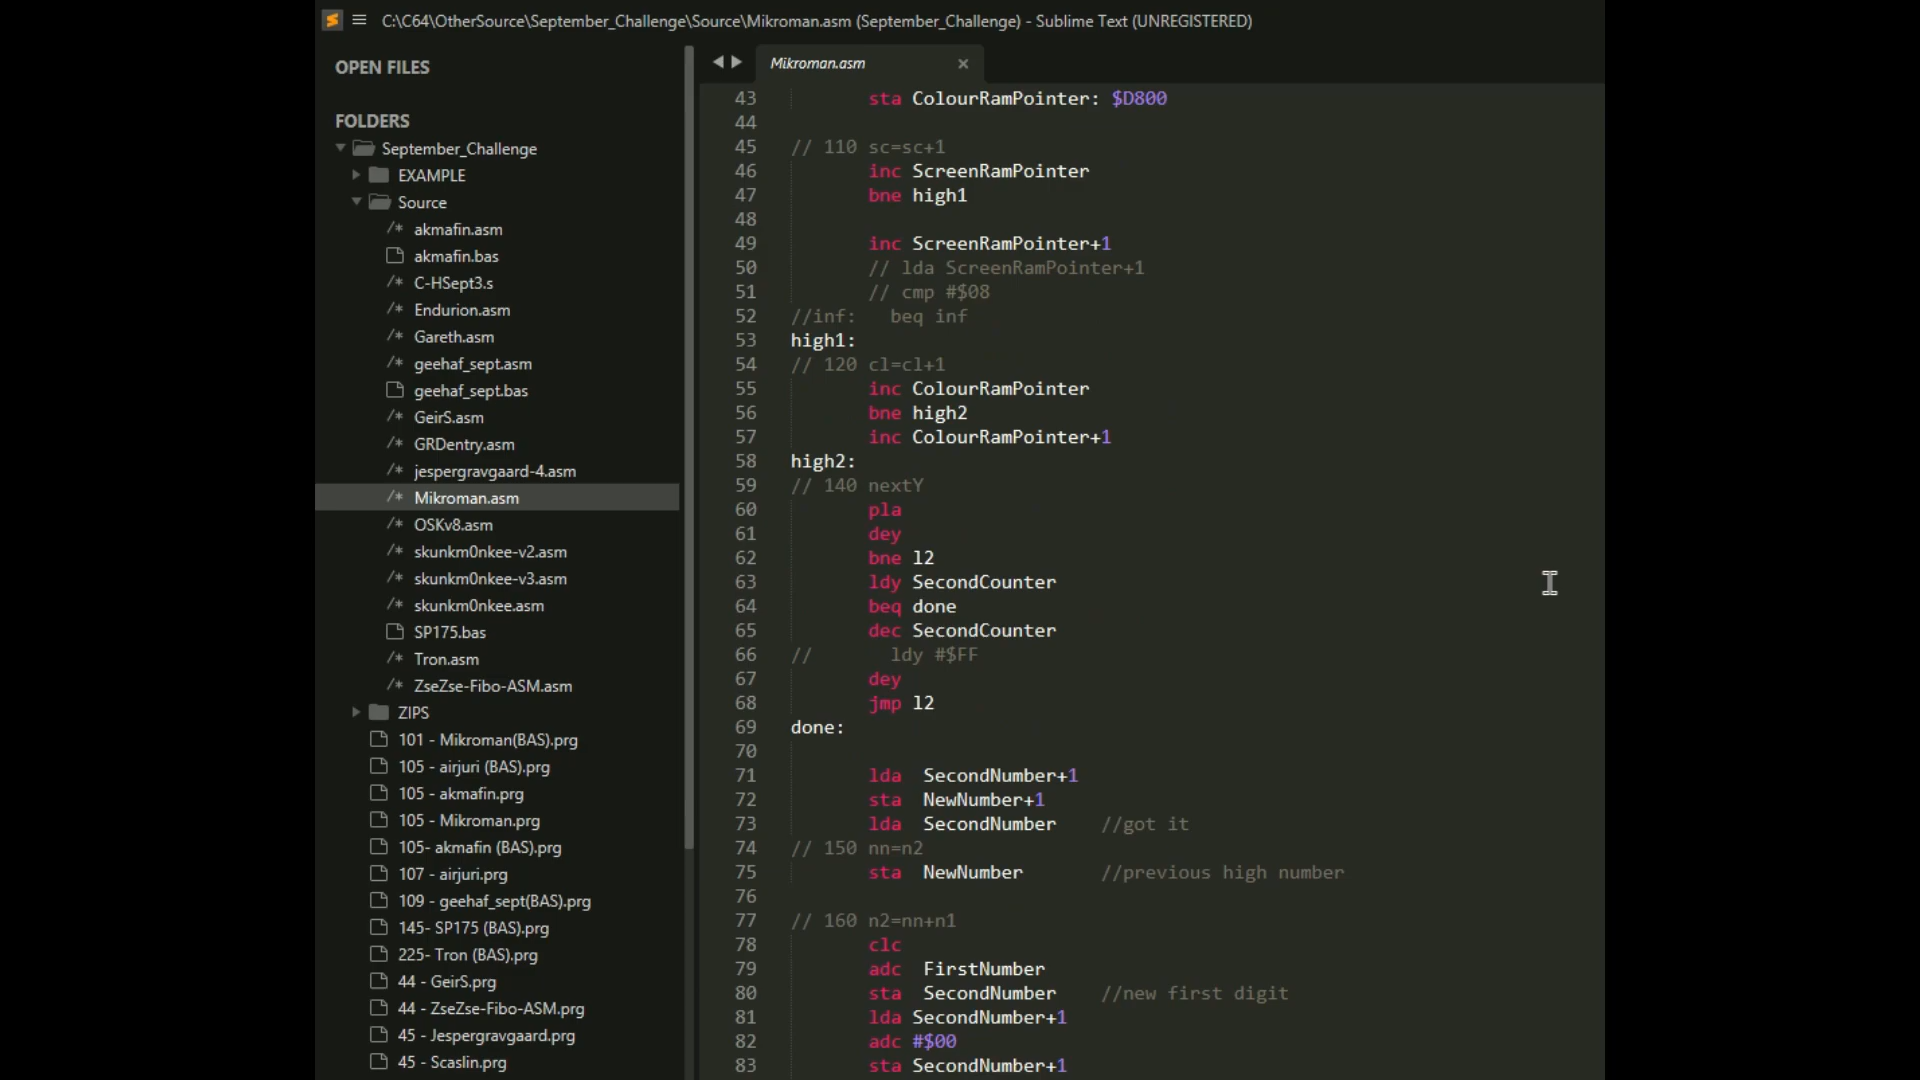 C:\C64\OtherSource\September_Challenge\Source\Mikroman.asm (September_Challenge) - Sublime Text (UNREGISTERED)
OPEN FILES
FOLDERS
September_Challenge
EXAMPLE
Source
/* akmafin.asm
akmafin.bas
/* C-HSept3.s
/* Endurion.asm
/* Gareth.asm
/* geehaf_sept.asm
geehaf_sept.bas
/* GeirS.asm
/* GRDentry.asm
/* jespergravgaard-4.asm
/* Mikroman.asm
/* OSKv8.asm
/* skunkm0nkee-v2.asm
/* skunkm0nkee-v3.asm
/* skunkm0nkee.asm
SP175.bas
/* Tron.asm
/* ZseZse-Fibo-ASM.asm
ZIPS
101 - Mikroman(BAS).prg
105 - airjuri (BAS).prg
105 - akmafin.prg
105 - Mikroman.prg
105- akmafin (BAS).prg
107 - airjuri.prg
109 - geehaf_sept(BAS).prg
145- SP175 (BAS).prg
225- Tron (BAS).prg
44 - GeirS.prg
44 - ZseZse-Fibo-ASM.prg
45 - Jespergravgaard.prg
45 - Scaslin.prg
Mikroman.asm
43 sta ColourRamPointer: $D800
44
45 // 110 sc=sc+1
46 inc ScreenRamPointer
47 bne high1
48
49 inc ScreenRamPointer+1
50 // lda ScreenRamPointer+1
51 // cmp #$08
52 //inf: beq inf
53 high1:
54 // 120 cl=cl+1
55 inc ColourRamPointer
56 bne high2
57 inc ColourRamPointer+1
58 high2:
59 // 140 nextY
60 pla
61 dey
62 bne l2
63 ldy SecondCounter
64 beq done
65 dec SecondCounter
66 // ldy #$FF
67 dey
68 jmp l2
69 done:
70
71 lda SecondNumber+1
72 sta NewNumber+1
73 lda SecondNumber //got it
74 // 150 nn=n2
75 sta NewNumber //previous high number
76
77 // 160 n2=nn+n1
78 clc
79 adc FirstNumber
80 sta SecondNumber //new first digit
81 lda SecondNumber+1
82 adc #$00
83 sta SecondNumber+1